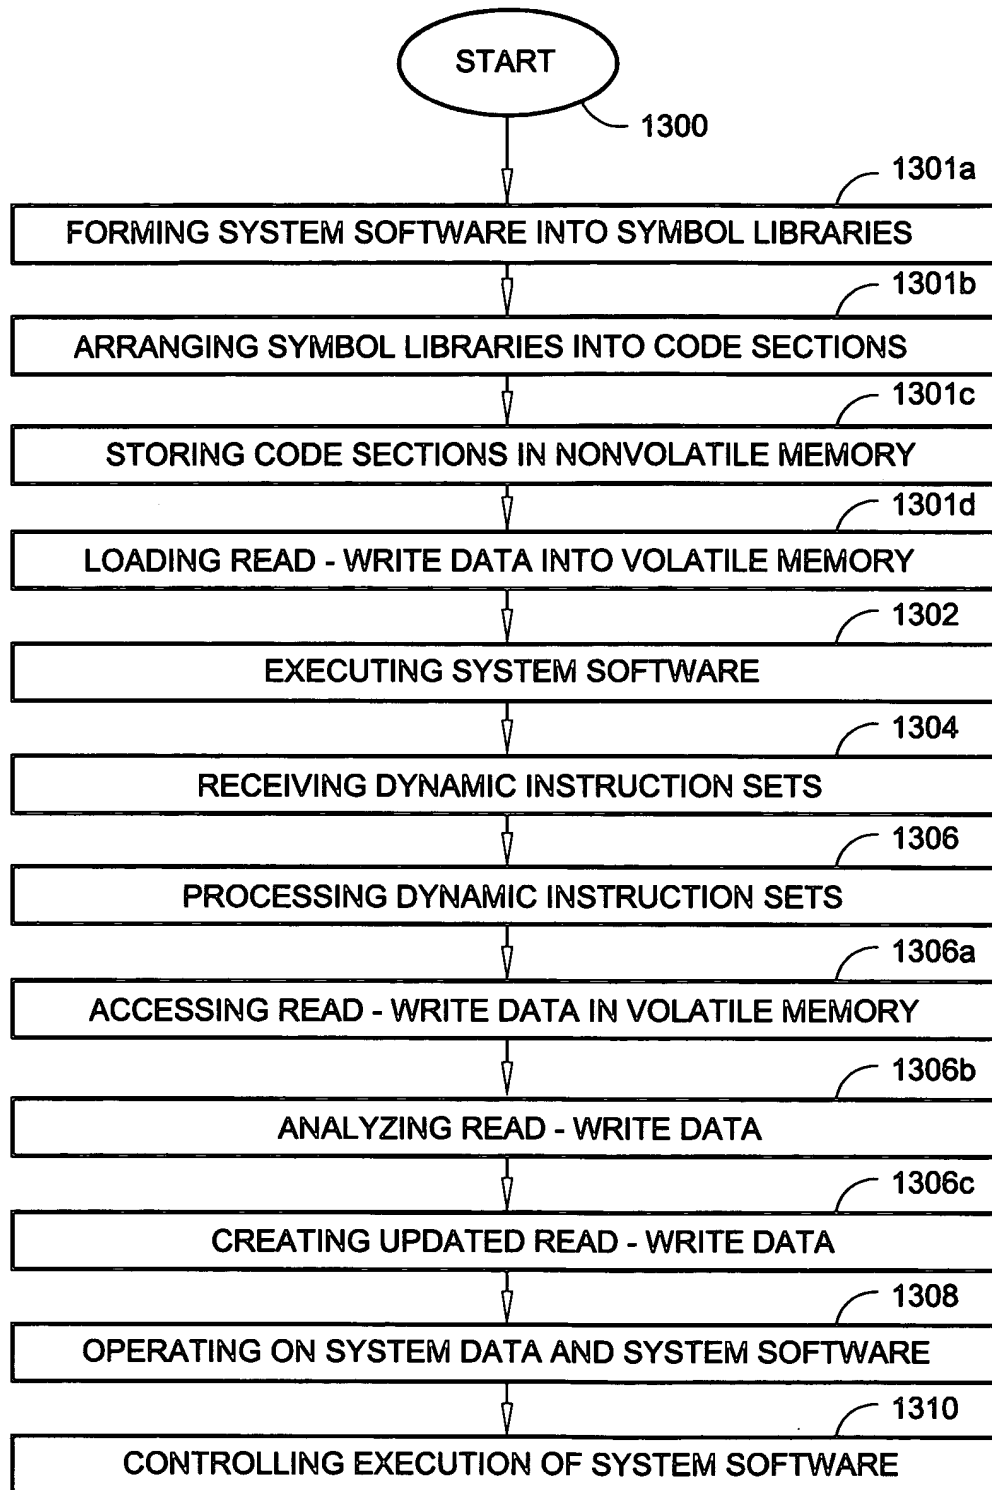 START
1300
1301a
FORMING SYSTEM SOFTWARE INTO SYMBOL LIBRARIES
1301b
ARRANGING SYMBOL LIBRARIES INTO CODE SECTIONS
1301c
STORING CODE SECTIONS IN NONVOLATILE MEMORY
1301d
LOADING READ - WRITE DATA INTO VOLATILE MEMORY
1302
EXECUTING SYSTEM SOFTWARE
1304
RECEIVING DYNAMIC INSTRUCTION SETS
1306
PROCESSING DYNAMIC INSTRUCTION SETS
1306a
ACCESSING READ - WRITE DATA IN VOLATILE MEMORY
1306b
ANALYZING READ - WRITE DATA
1306c
CREATING UPDATED READ - WRITE DATA
1308
OPERATING ON SYSTEM DATA AND SYSTEM SOFTWARE
1310
CONTROLLING EXECUTION OF SYSTEM SOFTWARE